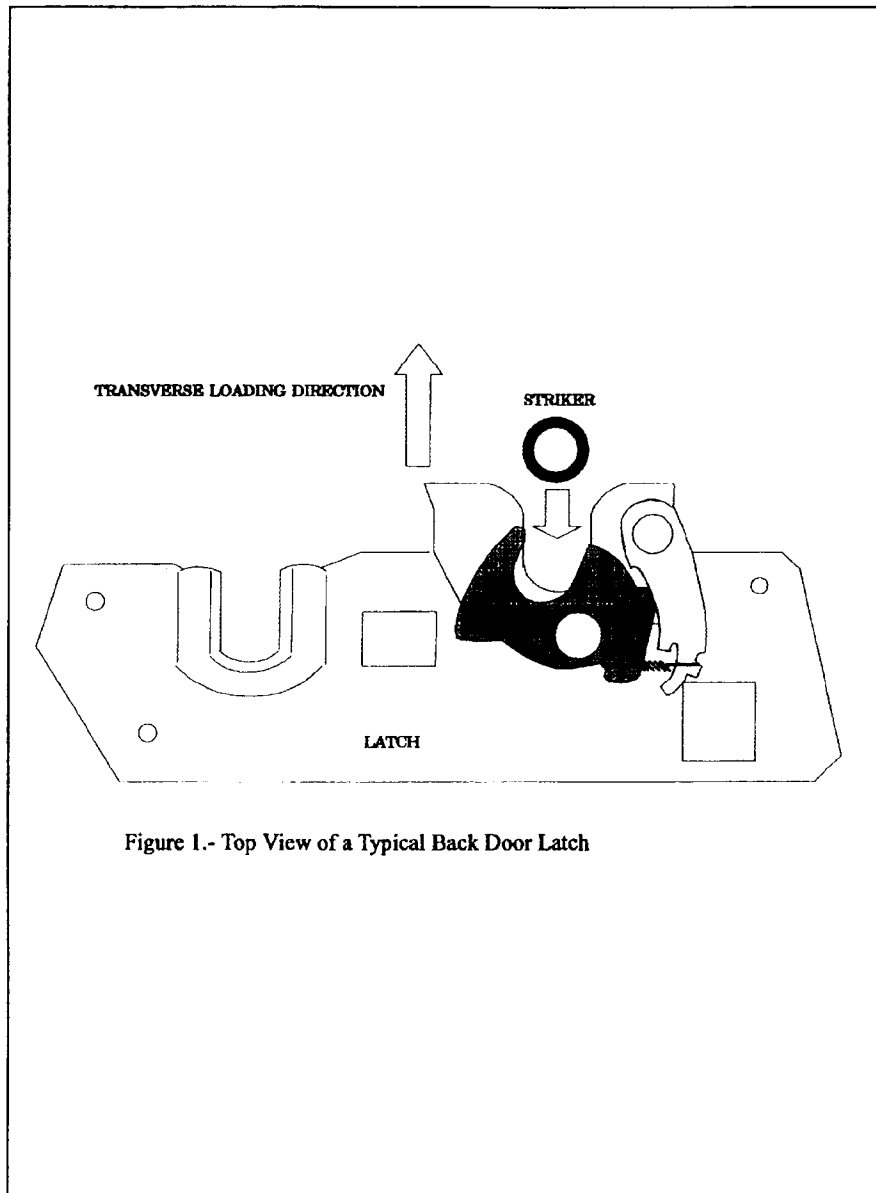 TRANSVERSE LOADING DIRECTION
STRIKER
LATCH
Figure 1.- Top View of a Typical Back Door Latch